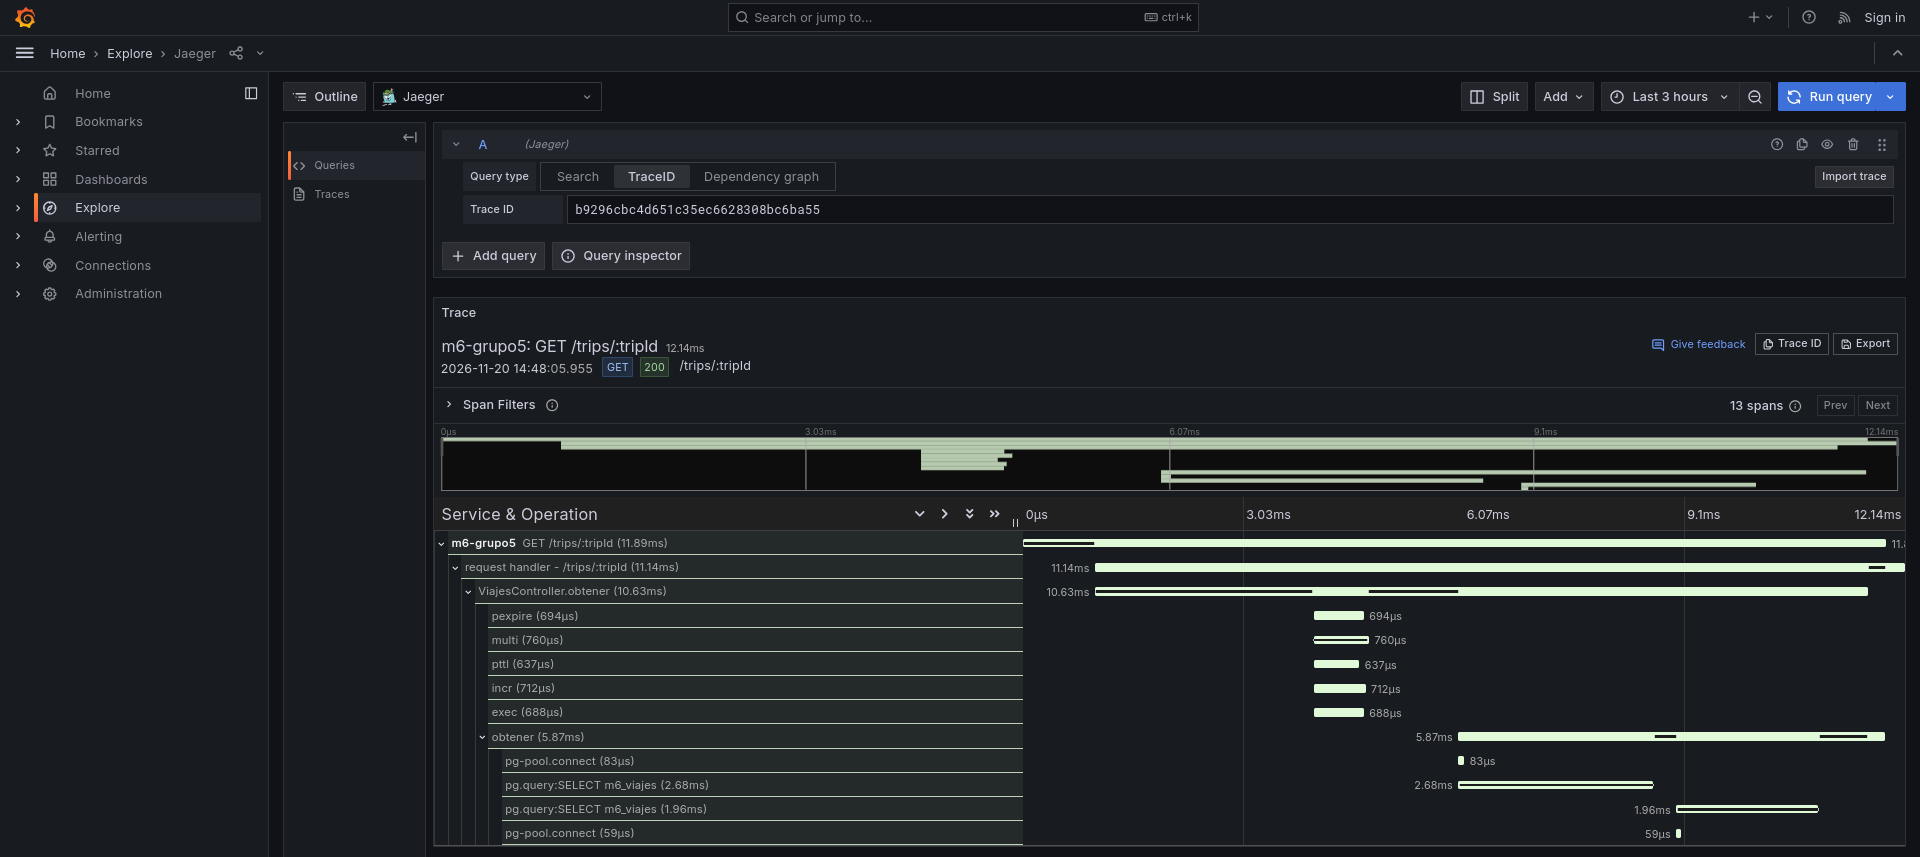 Search or jump to... ctrl+k Sign in
Home Explore Jaeger
Home
Bookmarks
Starred
Dashboards
Explore
Alerting
Connections
Administration
Outline Jaeger Split Add Last 3 hours Run query
Queries
Traces
A (Jaeger)
Query type Search TraceID Dependency graph Import trace
Trace ID b9296cbc4d651c35ec6628308bc6ba55
Add query Query inspector
Trace
m6-grupo5: GET /trips/:tripId 12.14ms Give feedback Trace ID Export
2026-11-20 14:48:05.955 GET 200 /trips/:tripId
Span Filters 13 spans Prev Next
0μs 3.03ms 6.07ms 9.1ms 12.14ms
Service & Operation 0μs 3.03ms 6.07ms 9.1ms 12.14ms
m6-grupo5 GET /trips/:tripId (11.89ms)
request handler - /trips/:tripId (11.14ms) 11.14ms
ViajesController.obtener (10.63ms) 10.63ms
pexpire (694μs) 694μs
multi (760μs) 760μs
pttl (637μs) 637μs
incr (712μs) 712μs
exec (688μs) 688μs
obtener (5.87ms) 5.87ms
pg-pool.connect (83μs) 83μs
pg.query:SELECT m6_viajes (2.68ms) 2.68ms
pg.query:SELECT m6_viajes (1.96ms) 1.96ms
pg-pool.connect (59μs) 59μs